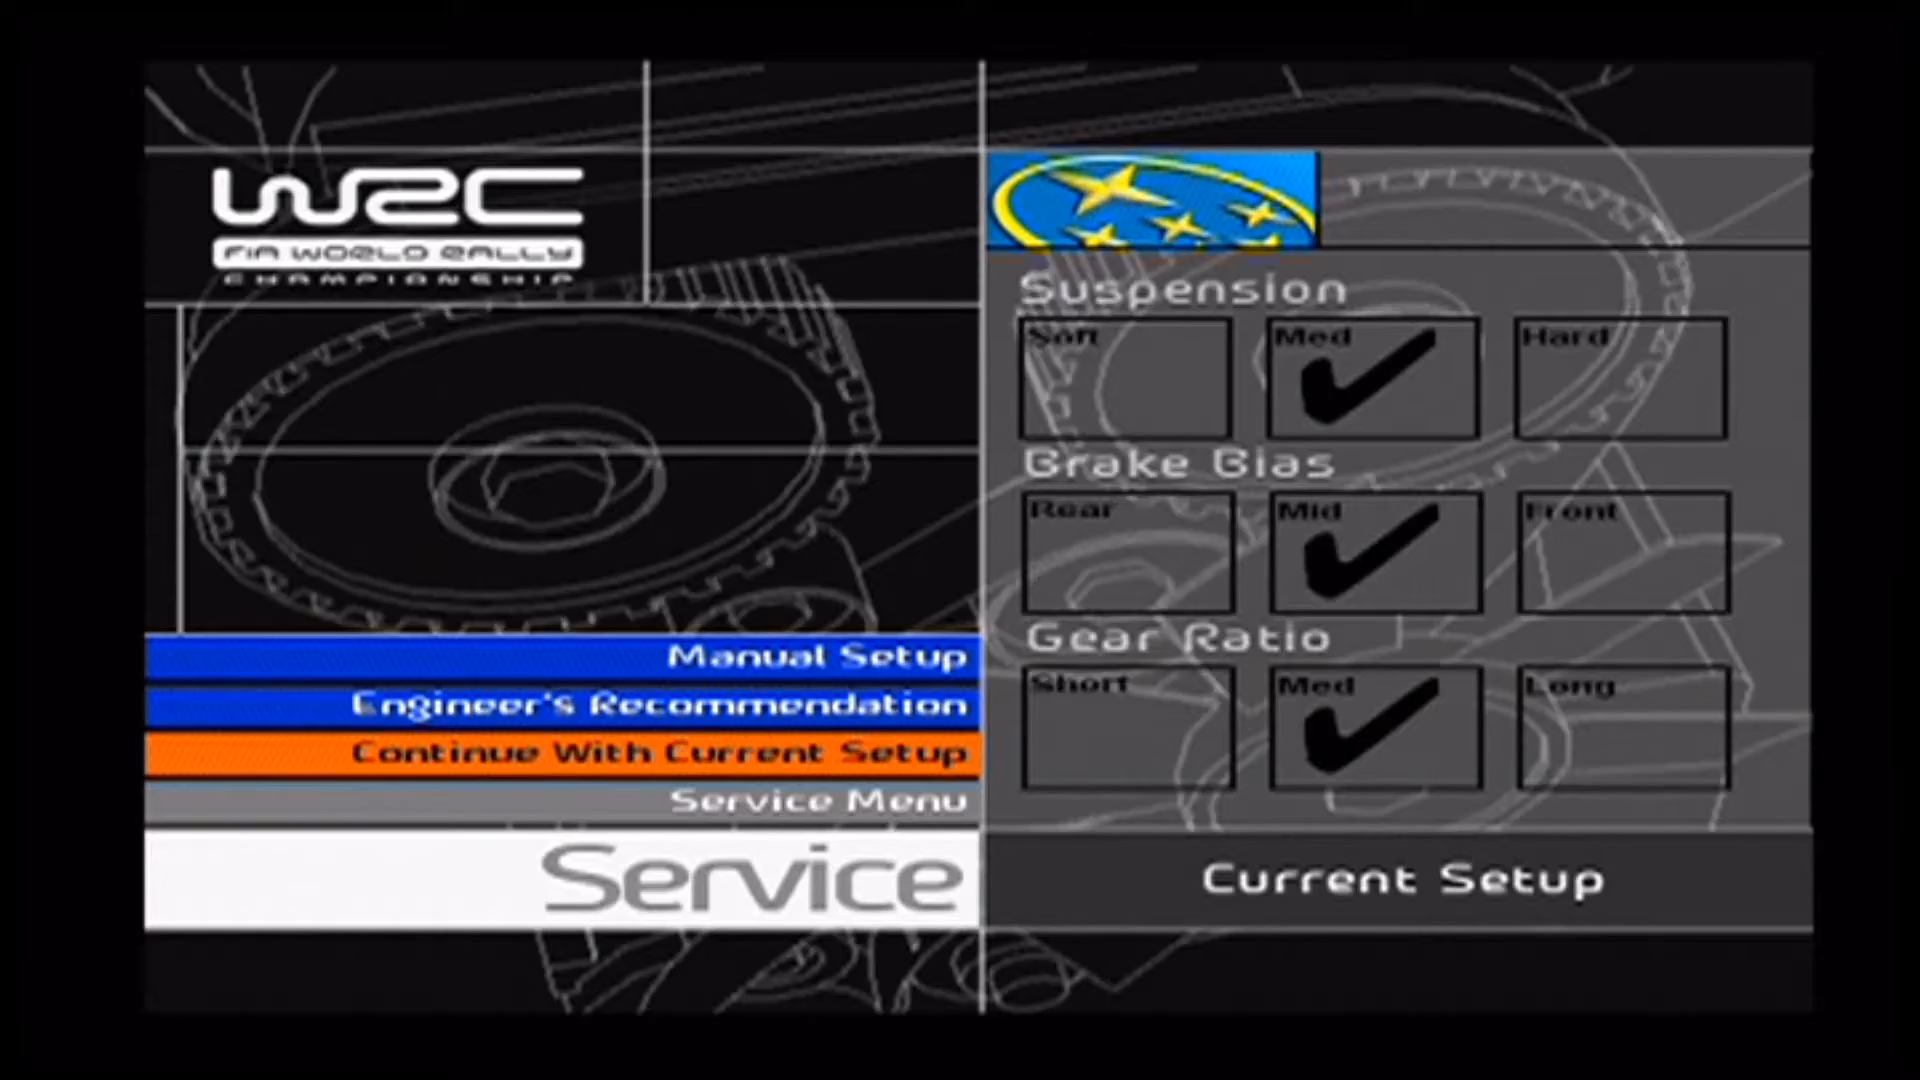 WRC
FIA WORLD RALLY
CHAMPIONSHIP
Manual Setup
Engineer's Recommendation
Continue With Current Setup
Service Menu
Service
Suspension
Soft Med Hard
Brake Bias
Rear Mid Front
Gear Ratio
Short Med Long
Current Setup